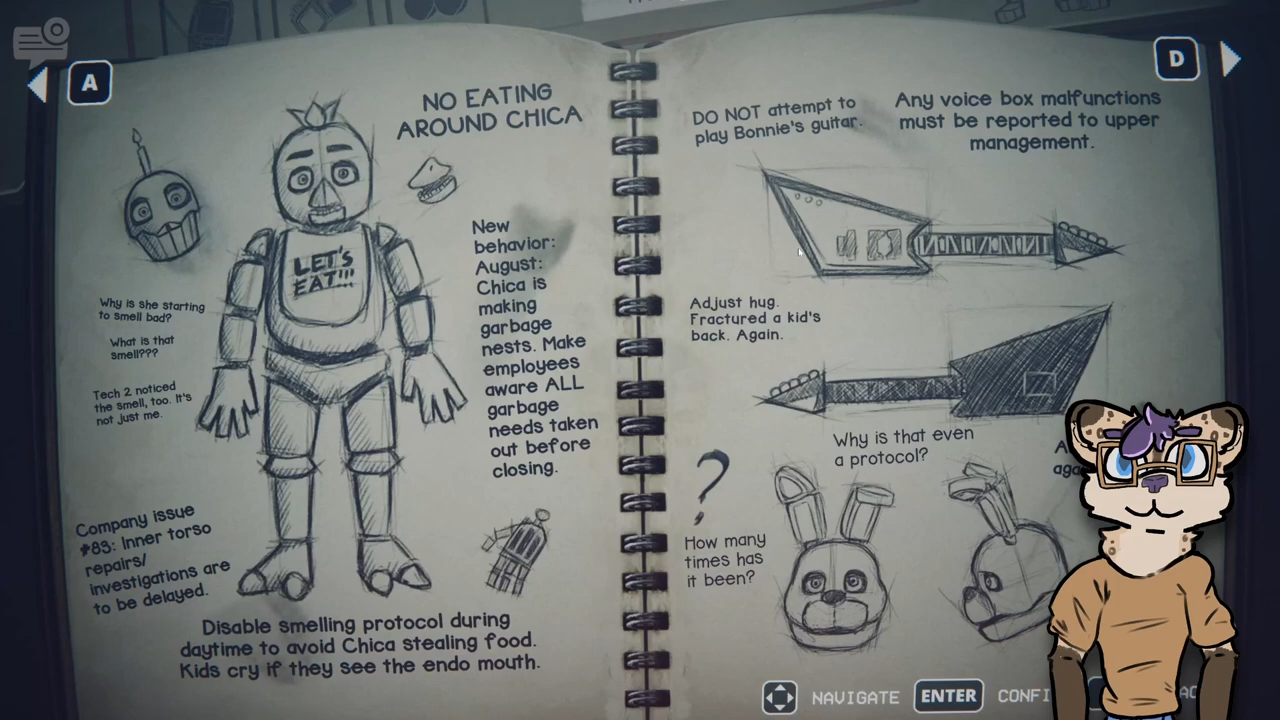 A
D
NO EATING
AROUND CHICA
LET'S
EAT!!!
Why is she starting
to smell bad?
What is that
smell???
Tech 2 noticed
the smell, too. It's
not just me.
New
behavior:
August:
Chica is
making
garbage
nests. Make
employees
aware ALL
garbage
needs taken
out before
closing.
Company issue
#83: Inner torso
repairs/
investigations are
to be delayed.
Disable smelling protocol during
daytime to avoid Chica stealing food.
Kids cry if they see the endo mouth.
DO NOT attempt to
play Bonnie's guitar.
Any voice box malfunctions
must be reported to upper
management.
Adjust hug.
Fractured a kid's
back. Again.
Why is that even
a protocol?
?
How many
times has
it been?
NAVIGATE ENTER